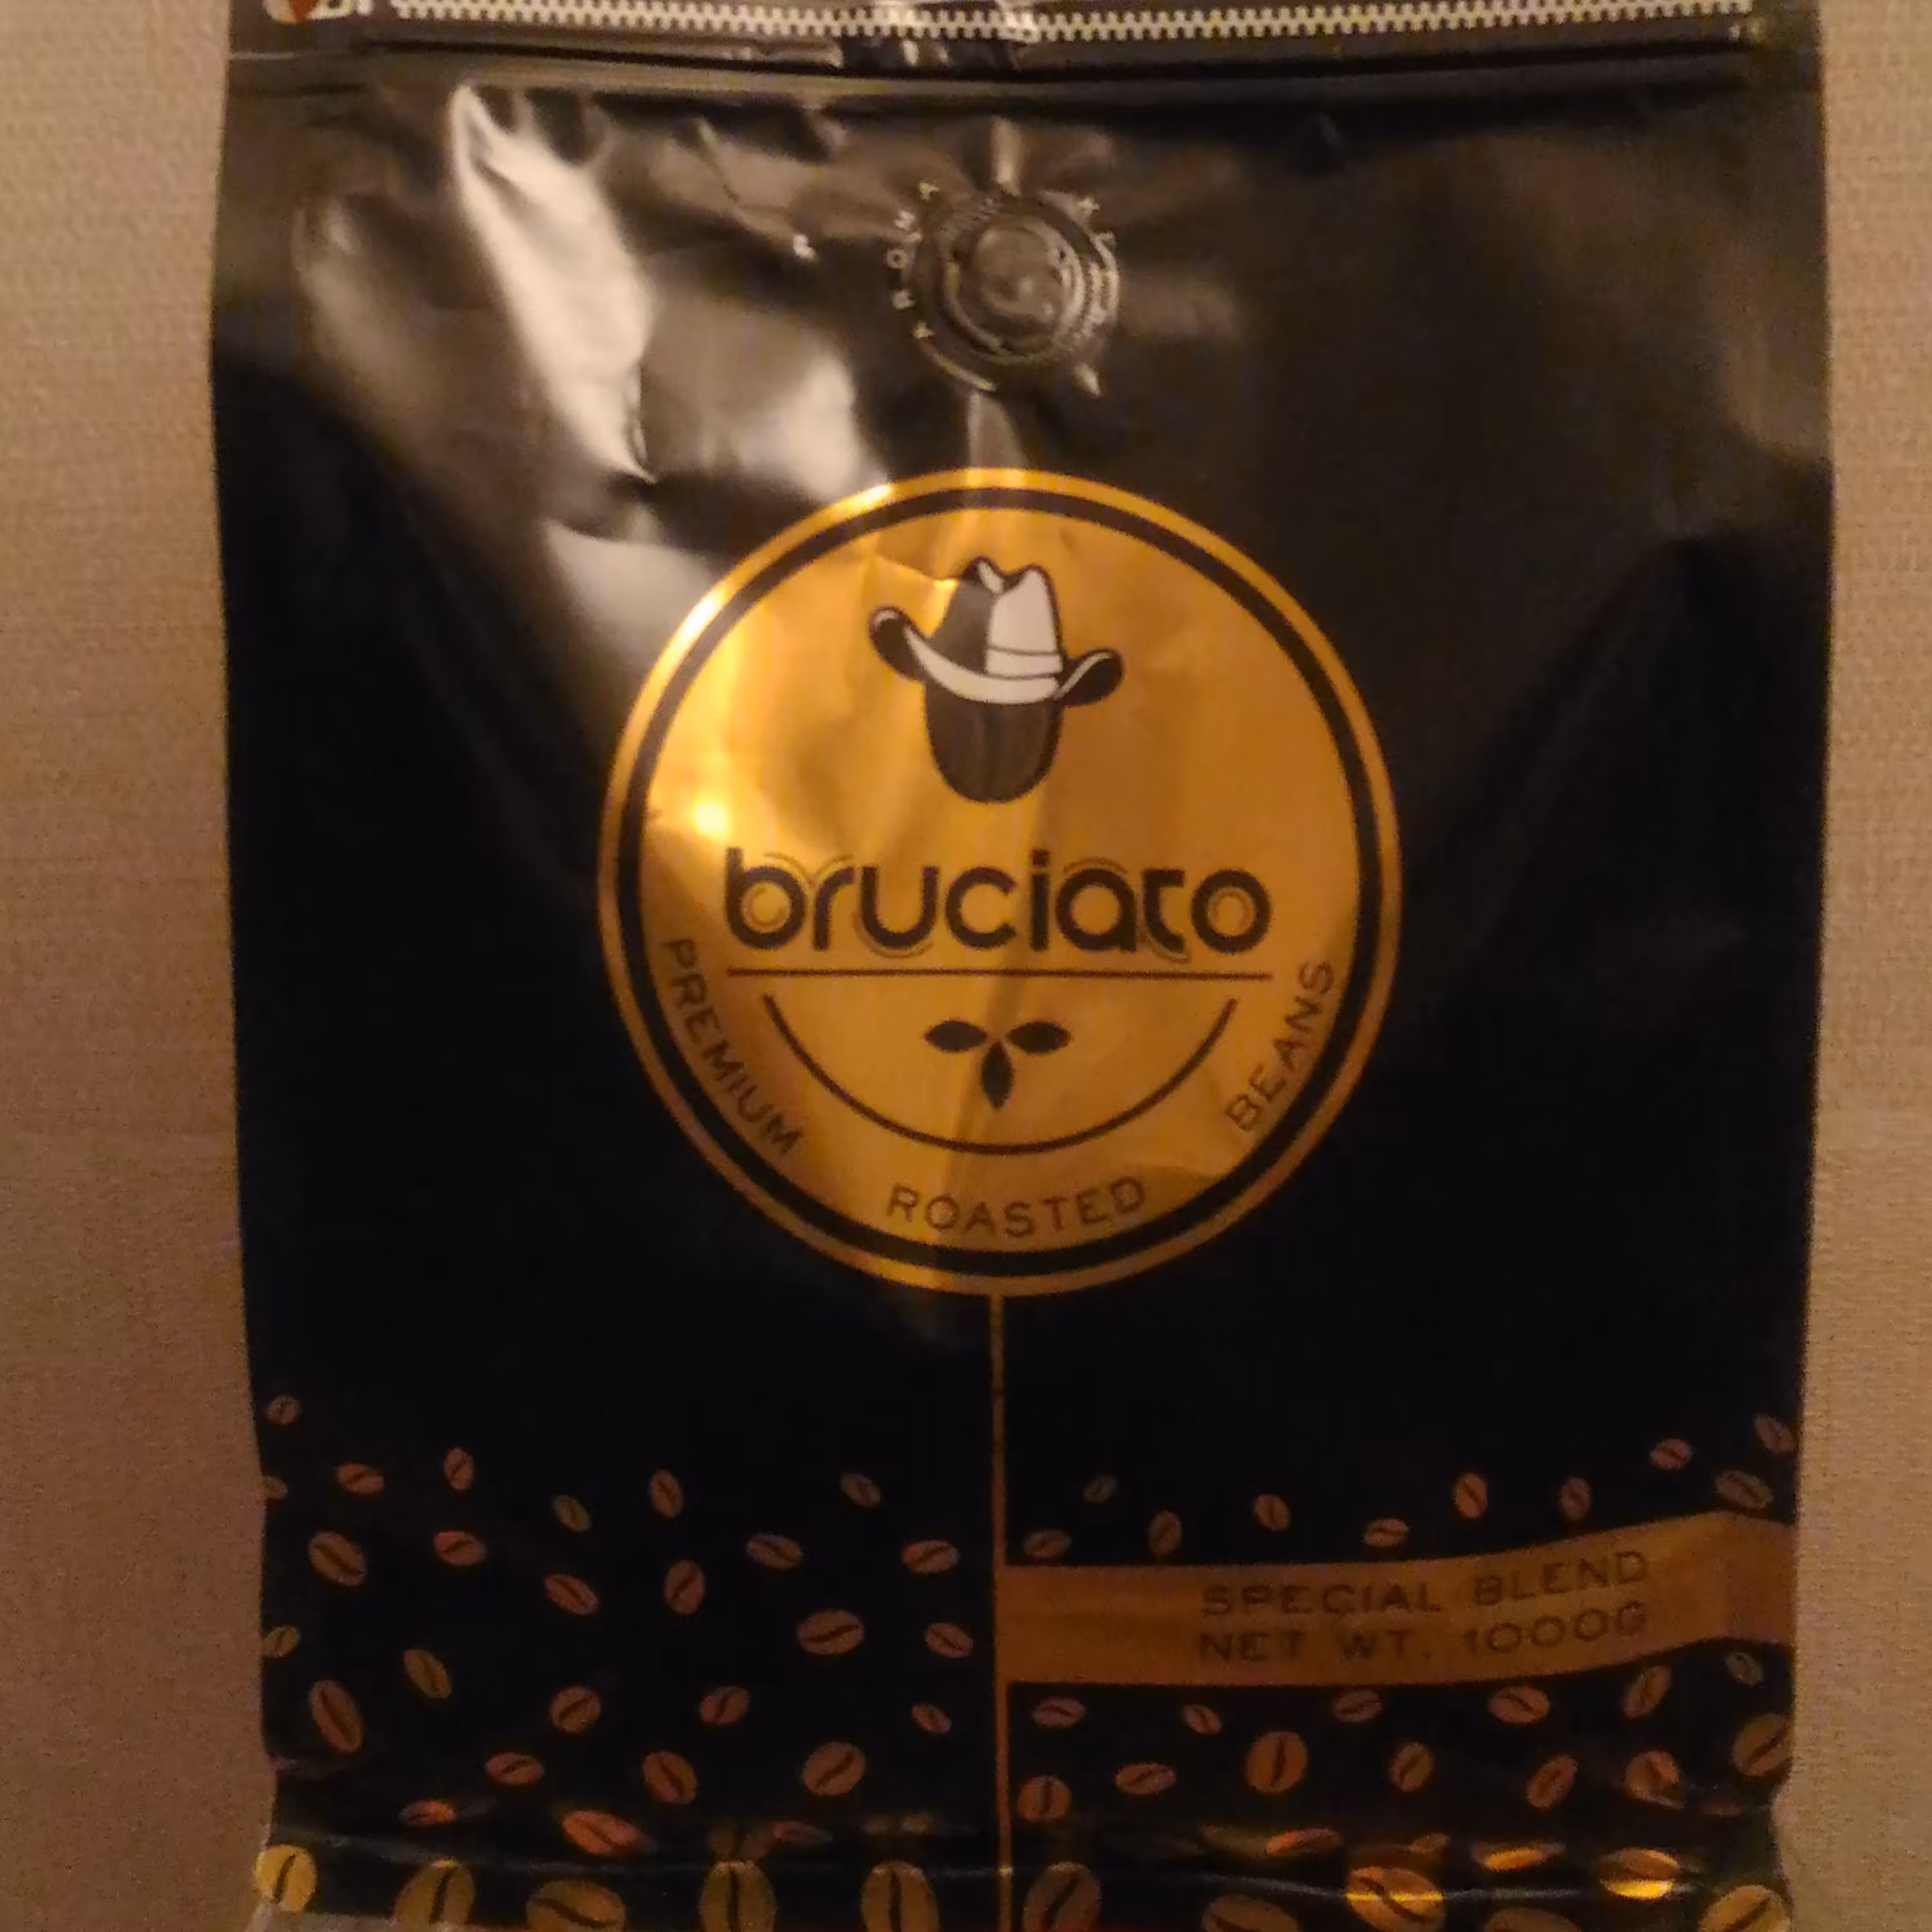 bruciato
PREMIUM ROASTED BEANS
SPECIAL BLEND
NET WT. 1000G